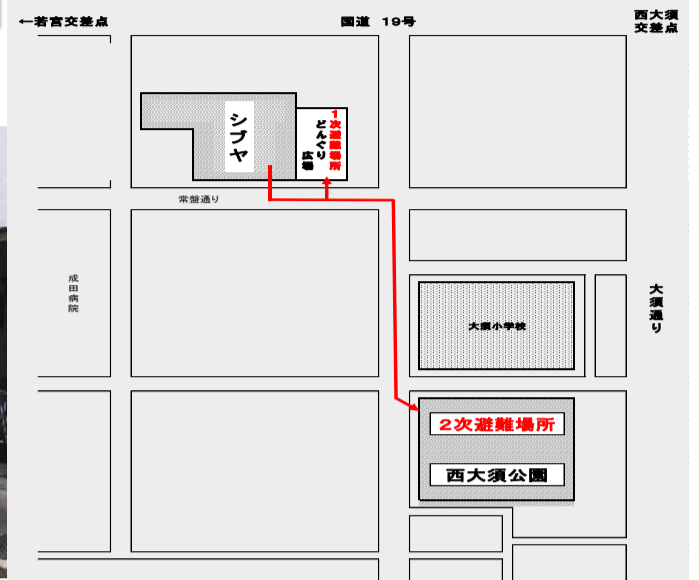 ←若宮交差点
国道 19号
西大須
交差点
シブヤ
1次避難場所
どんぐり
広場
常盤通り
成田病院
大須小学校
大須通り
2次避難場所
西大須公園